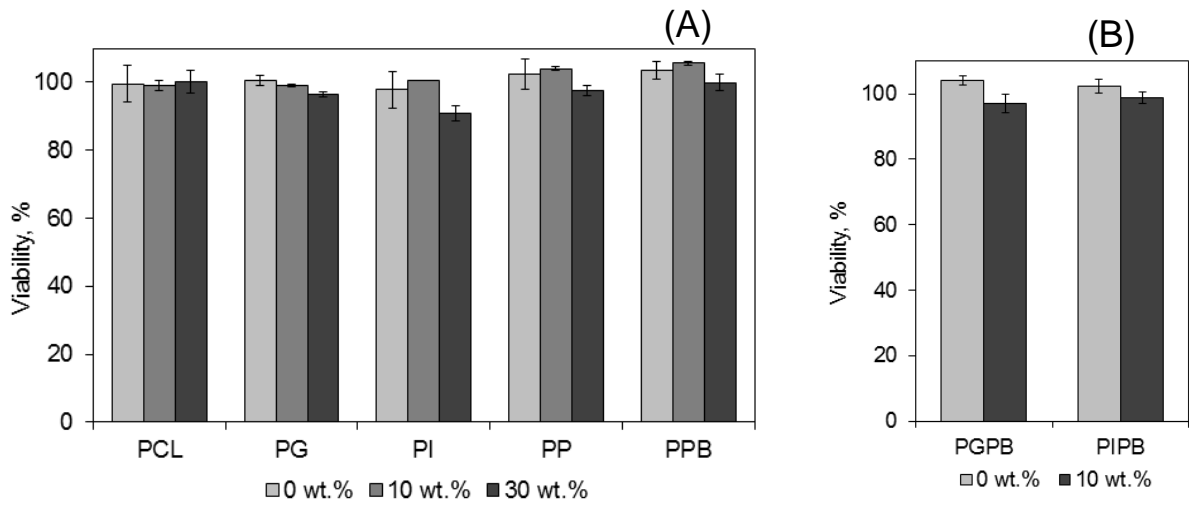 (A)
Viability, %
100
80
60
40
20
0
PCL PG PI PP PPB
0 wt.% 10 wt.% 30 wt.%
(B)
Viability, %
100
80
60
40
20
0
PGPB PIPB
0 wt.% 10 wt.%